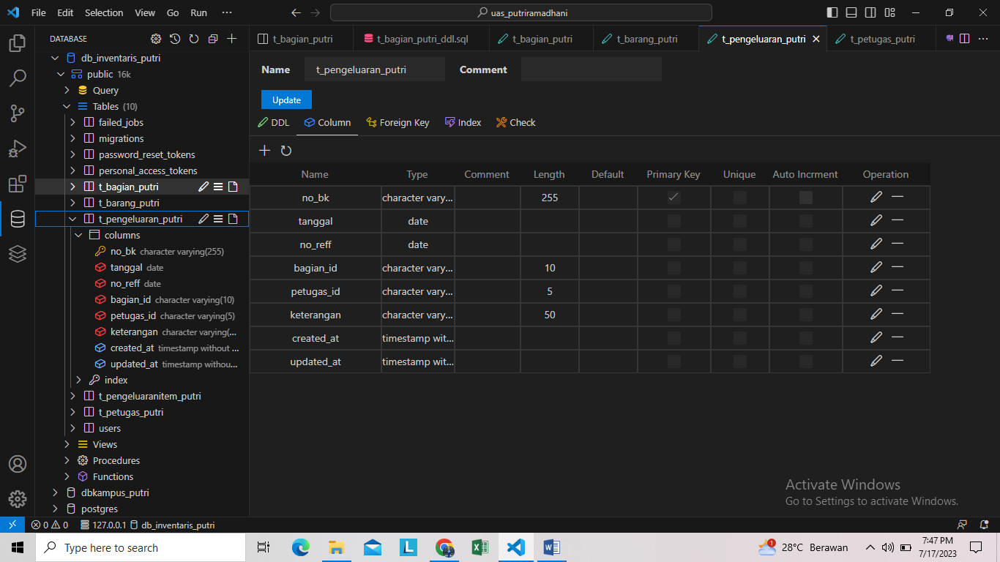 File Edit Selection View Go Run ···
uas_putriramadhani
DATABASE
db_inventaris_putri
public 16k
Query
Tables (10)
failed_jobs
migrations
password_reset_tokens
personal_access_tokens
t_bagian_putri
t_barang_putri
t_pengeluaran_putri
columns
no_bk character varying(255)
tanggal date
no_reff date
bagian_id character varying(10)
petugas_id character varying(5)
keterangan character varying(...
created_at timestamp without ...
updated_at timestamp withou...
index
t_pengeluaranitem_putri
t_petugas_putri
users
Views
Procedures
Functions
dbkampus_putri
postgres
t_bagian_putri t_bagian_putri_ddl.sql t_bagian_putri t_barang_putri t_pengeluaran_putri t_petugas_putri
Name t_pengeluaran_putri Comment
Update
DDL Column Foreign Key Index Check
Name Type Comment Length Default Primary Key Unique Auto Incrment Operation
no_bk character vary... 255
tanggal date
no_reff date
bagian_id character vary... 10
petugas_id character vary... 5
keterangan character vary... 50
created_at timestamp wit...
updated_at timestamp wit...
Activate Windows
Go to Settings to activate Windows.
0 0 127.0.0.1 db_inventaris_putri
Type here to search
L
1
28°C Berawan
7:47 PM
7/17/2023